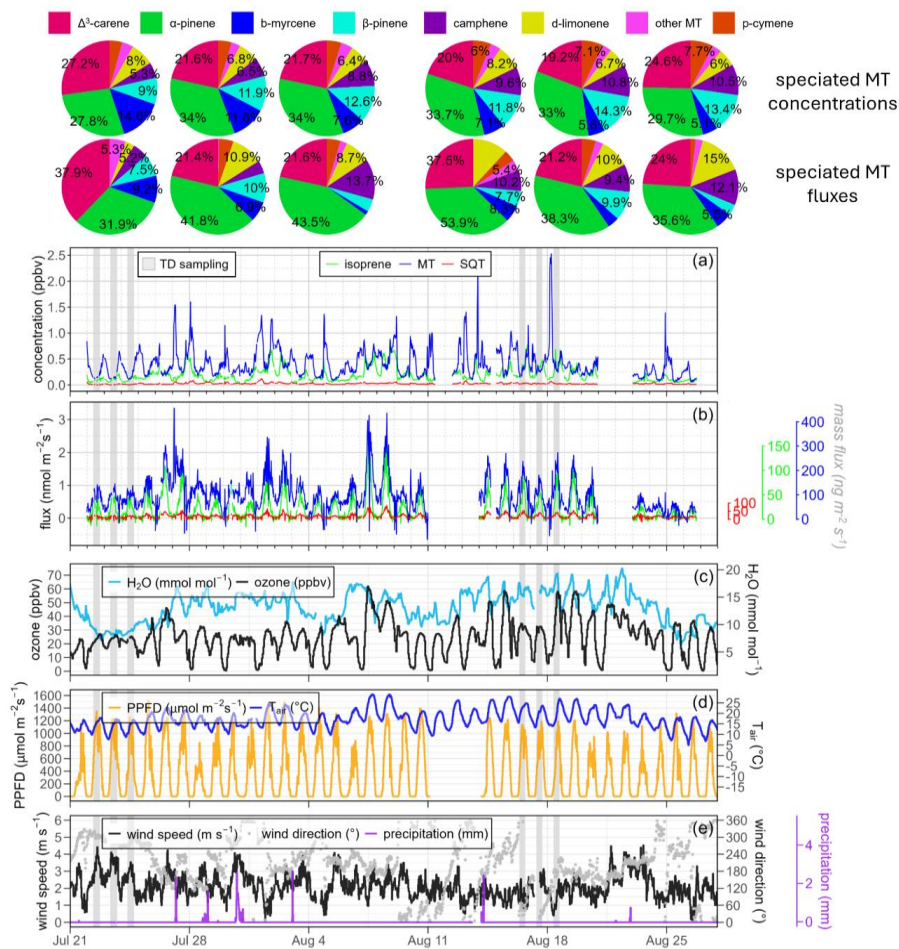 Δ³-carene α-pinene b-myrcene β-pinene camphene d-limonene other MT p-cymene
27.2% 8% 5.3% 9% 14.6% 27.8%
21.6% 6.8% 6.5% 11.9% 11.6% 34%
21.7% 6.4% 8.8% 12.6% 7.6% 34%
20% 6% 8.2% 9.6% 11.8% 7.1% 33.7%
19.2% 7.1% 6.7% 10.8% 14.3% 5.6% 33%
24.6% 7.7% 6% 10.5% 13.4% 5.1% 29.7%
speciated MT
concentrations
37.9% 5.3% 5.2% 7.5% 9.2% 31.9%
21.4% 10.9% 10% 6.9% 41.8%
21.6% 8.7% 13.7% 43.5%
37.5% 5.4% 10.2% 7.7% 8.3% 53.9%
21.2% 10% 9.4% 9.9% 38.3%
24% 15% 12.1% 5.5% 35.6%
speciated MT
fluxes
(a)
TD sampling
isoprene MT SQT
concentration (ppbv)
2.5
2.0
1.5
1.0
0.5
0.0
(b)
flux (nmol m⁻²s⁻¹)
3
2
1
0
100
50
0
150
100
50
0
400
300
200
100
0
mass flux (ng m⁻² s⁻¹)
(c)
H₂O (mmol mol⁻¹) ozone (ppbv)
ozone (ppbv)
70
60
50
40
30
20
10
0
20
15
10
5
H₂O (mmol mol⁻¹)
(d)
PPFD (μmol m⁻²s⁻¹) Tair (°C)
PPFD (μmol m⁻²s⁻¹)
1600
1400
1200
1000
800
600
400
200
0
25
20
15
10
5
0
-5
-15
Tair (°C)
(e)
wind speed (m s⁻¹) wind direction (°) precipitation (mm)
wind speed (m s⁻¹)
6
5
4
3
2
1
0
360
300
240
180
120
60
0
wind direction (°)
4
2
0
precipitation (mm)
Jul 21 Jul 28 Aug 4 Aug 11 Aug 18 Aug 25